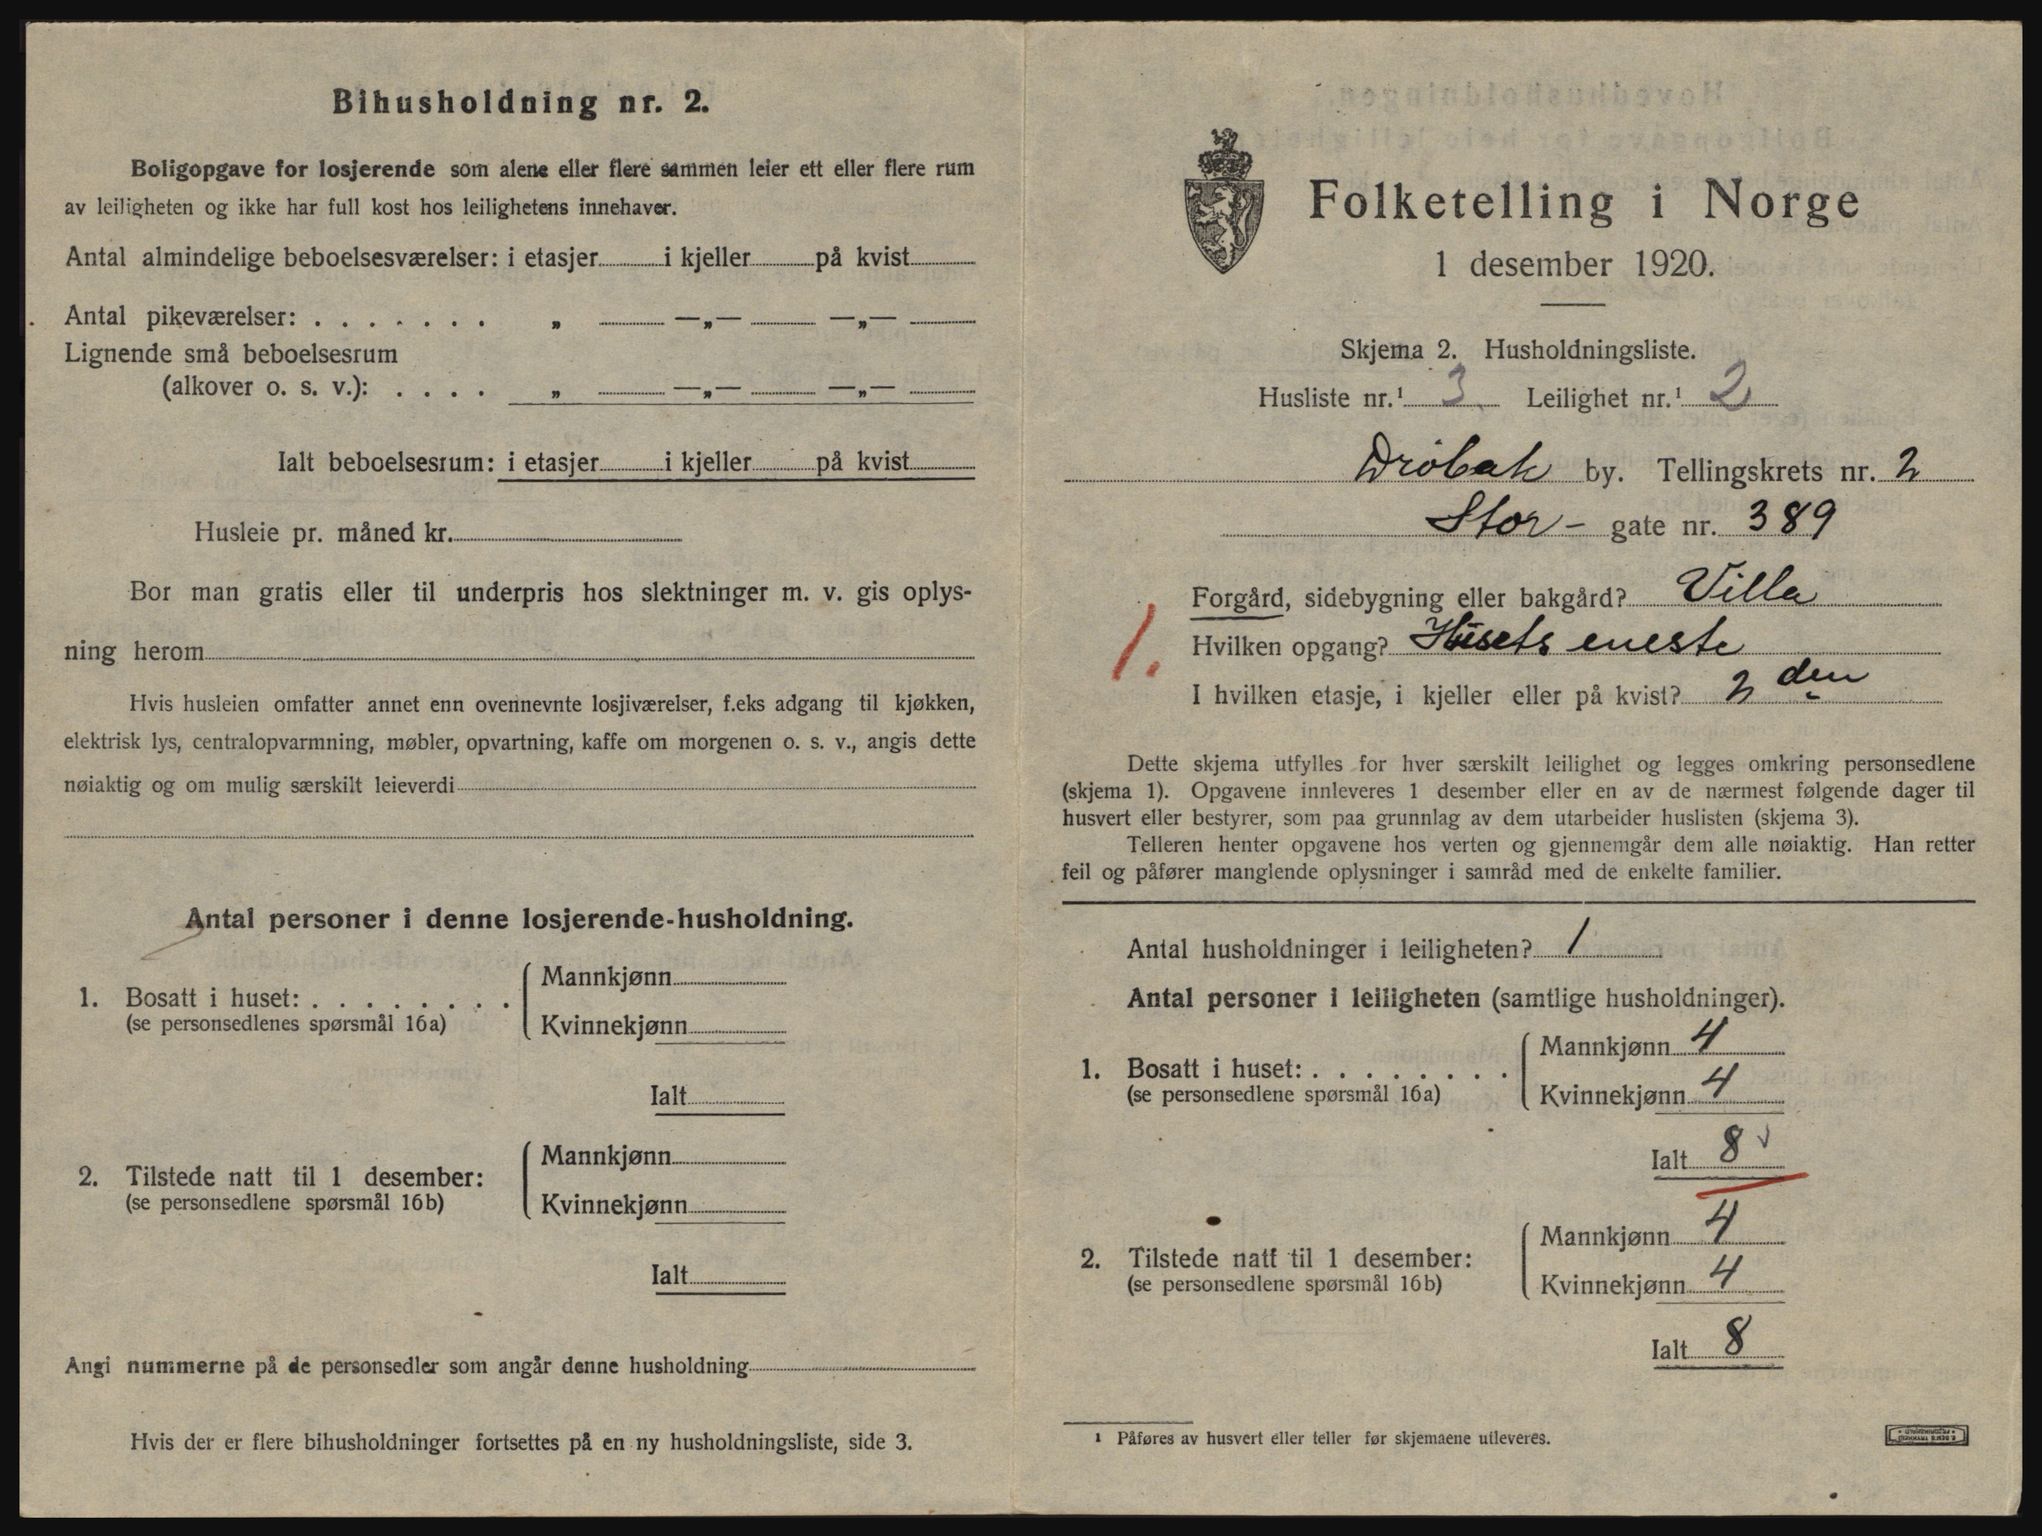 Bihusholdning nr. 2.
Boligopgave for losjerende som alene eller flere sammen leier ett eller flere rum
av leiligheten og ikke har full kost hos leilighetens innehaver.
Antal almindelige beboelsesværelser: i etasjer i kjeller på kvist
Antal pikeværelser: . . . . . . . „ —„— —„—
Lignende små beboelsesrum
(alkover o. s. v.): . . . . „ —„— —„—
Ialt beboelsesrum: i etasjer i kjeller på kvist
Husleie pr. måned kr.
Bor man gratis eller til underpris hos slektninger m. v. gis oplys-
ning herom
Hvis husleien omfatter annet enn ovennevnte losjiværelser, f.eks adgang til kjøkken,
elektrisk lys, centralopvarmning, møbler, opvartning, kaffe om morgenen o. s. v., angis dette
nøiaktig og om mulig særskilt leieverdi
Antal personer i denne losjerende-husholdning.
Mannkjønn
1. Bosatt i huset: . . . . . . . .
(se personsedlenes spørsmål 16a)
Kvinnekjønn
Ialt
Mannkjønn
2. Tilstede natt til 1 desember:
(se personsedlene spørsmål 16b)
Kvinnekjønn
Ialt
Angi nummerne på de personsedler som angår denne husholdning
Hvis der er flere bihusholdninger fortsettes på en ny husholdningsliste, side 3.
Folketelling i Norge
1 desember 1920.
Skjema 2. Husholdningsliste.
Husliste nr.¹ 3 Leilighet nr.¹ 2
Drøbak by. Tellingskrets nr. 2
Stor- gate nr. 389
Forgård, sidebygning eller bakgård? Villa
1.
Hvilken opgang? Husets eneste
I hvilken etasje, i kjeller eller på kvist? 2 den
Dette skjema utfylles for hver særskilt leilighet og legges omkring personsedlene
(skjema 1). Opgavene innleveres 1 desember eller en av de nærmest følgende dager til
husvert eller bestyrer, som paa grunnlag av dem utarbeider huslisten (skjema 3).
Telleren henter opgavene hos verten og gjennemgår dem alle nøiaktig. Han retter
feil og påfører manglende oplysninger i samråd med de enkelte familier.
Antal husholdninger i leiligheten? 1
Antal personer i leiligheten (samtlige husholdninger).
Mannkjønn 4
1. Bosatt i huset: . . . . . . . .
(se personsedlene spørsmål 16a)
Kvinnekjønn 4
Ialt 8
Mannkjønn 4
2. Tilstede natt til 1 desember:
(se personsedlene spørsmål 16b)
Kvinnekjønn 4
Ialt 8
¹ Påføres av husvert eller teller før skjemaene utleveres.